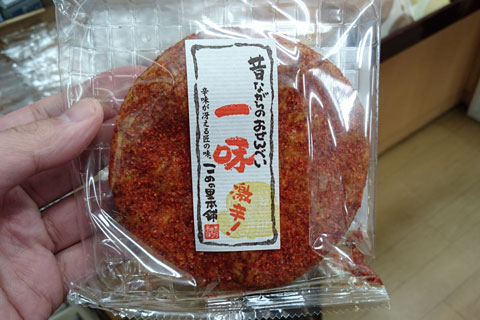 昔ながらのおせんべい
一味
激辛！
辛味が冴える匠の味。
こめの里本舗